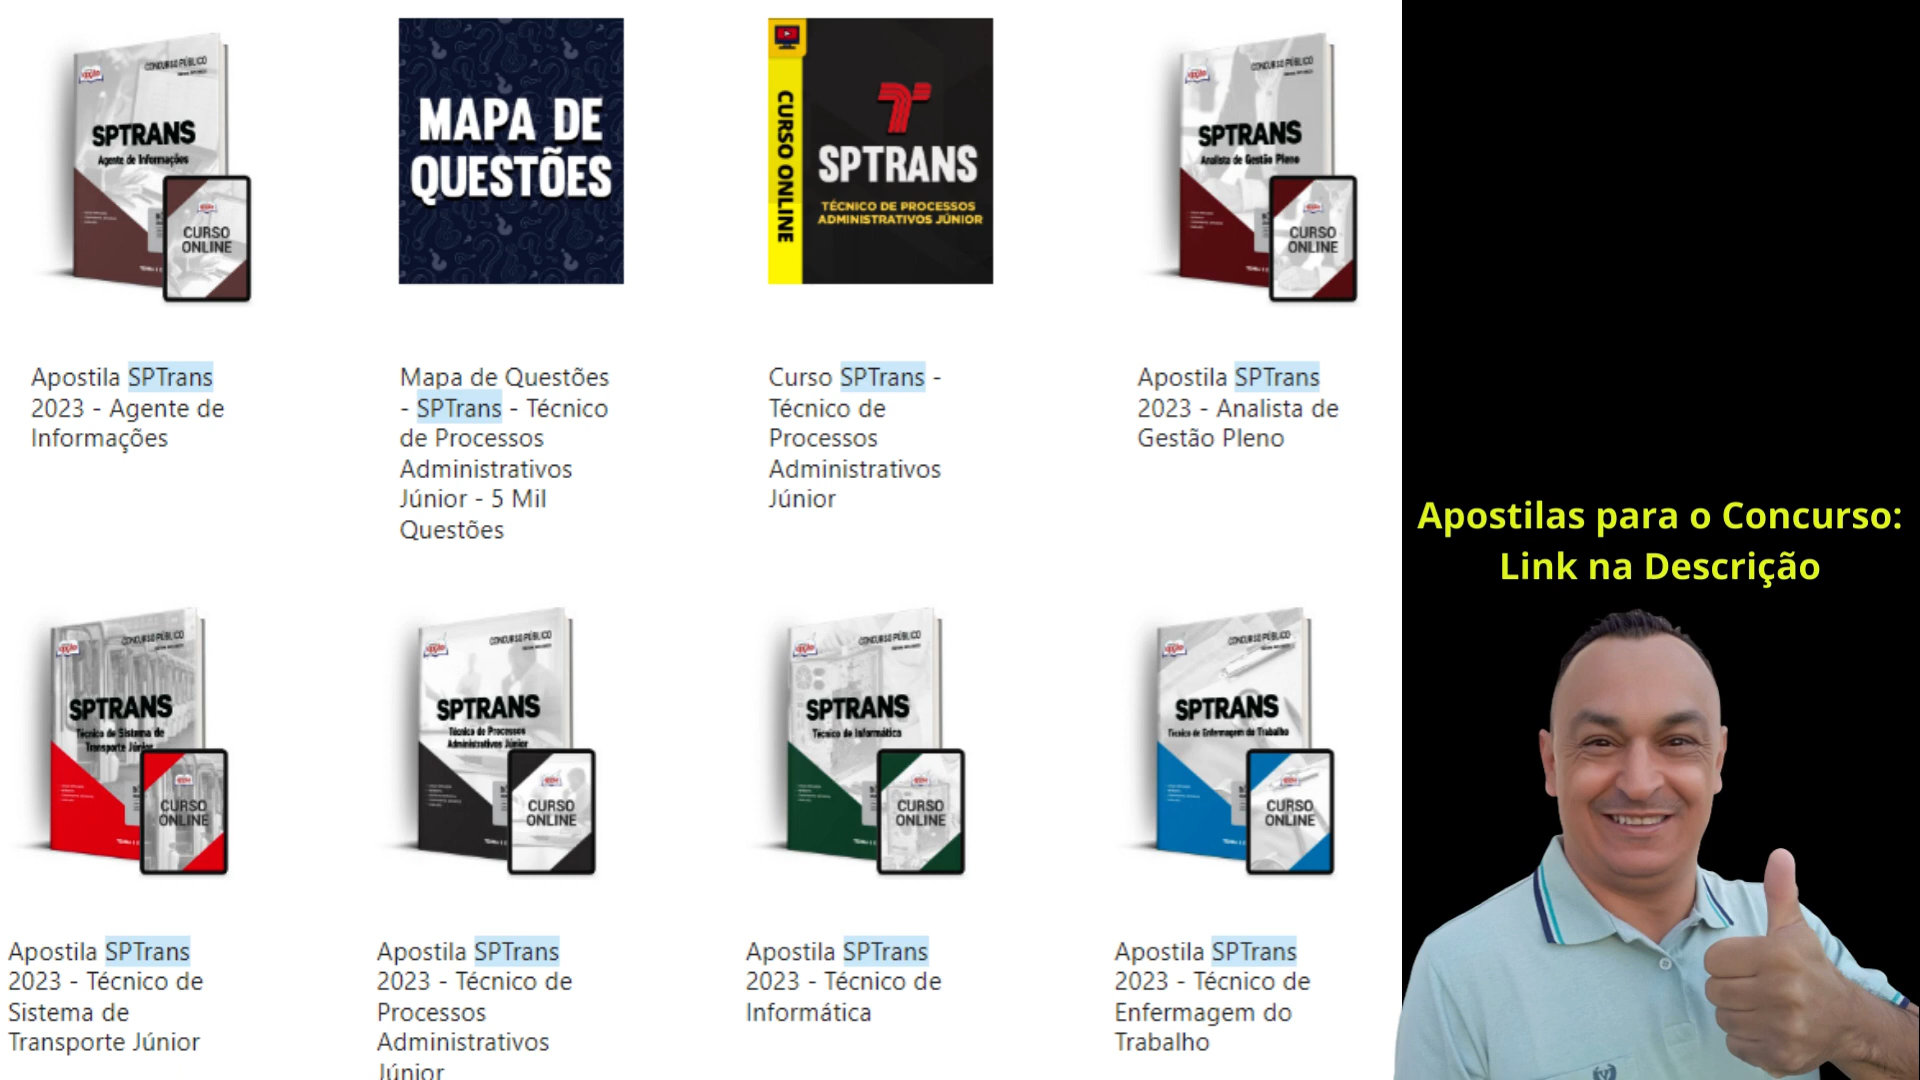 CONCURSO PÚBLICO
opção
SPTRANS
Agente de Informações
CURSO
ONLINE
MAPA DE
QUESTÕES
CURSO ONLINE
SPTRANS
TÉCNICO DE PROCESSOS
ADMINISTRATIVOS JÚNIOR
CONCURSO PÚBLICO
opção
SPTRANS
Analista de Gestão Pleno
CURSO
ONLINE
Apostila SPTrans
2023 - Agente de
Informações
Mapa de Questões
- SPTrans - Técnico
de Processos
Administrativos
Júnior - 5 Mil
Questões
Curso SPTrans -
Técnico de
Processos
Administrativos
Júnior
Apostila SPTrans
2023 - Analista de
Gestão Pleno
Apostilas para o Concurso:
Link na Descrição
CONCURSO PÚBLICO
opção
SPTRANS
Técnico de Sistema de
Transporte Júnior
CURSO
ONLINE
CONCURSO PÚBLICO
opção
SPTRANS
Técnico de Processos
Administrativos Júnior
CURSO
ONLINE
CONCURSO PÚBLICO
opção
SPTRANS
Técnico de Informática
CURSO
ONLINE
CONCURSO PÚBLICO
opção
SPTRANS
Técnico de Enfermagem do Trabalho
CURSO
ONLINE
Apostila SPTrans
2023 - Técnico de
Sistema de
Transporte Júnior
Apostila SPTrans
2023 - Técnico de
Processos
Administrativos
Júnior
Apostila SPTrans
2023 - Técnico de
Informática
Apostila SPTrans
2023 - Técnico de
Enfermagem do
Trabalho